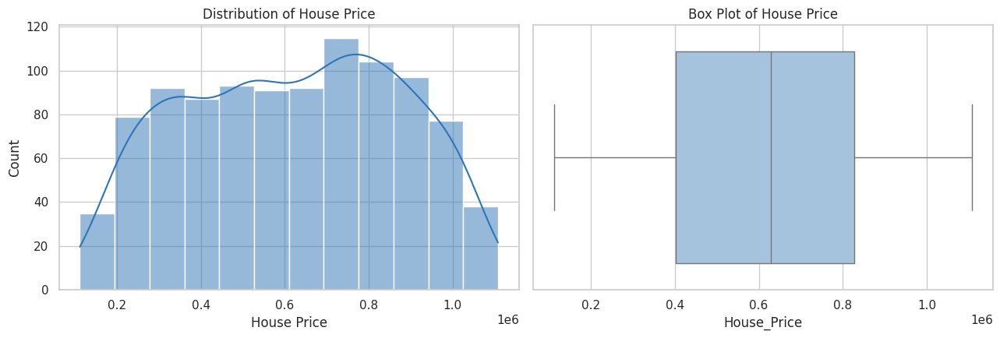 Distribution of House Price
120
100
80
60
40
20
0
Count
0.2 0.4 0.6 0.8 1.0
1e6
House Price
Box Plot of House Price
0.2 0.4 0.6 0.8 1.0
1e6
House_Price